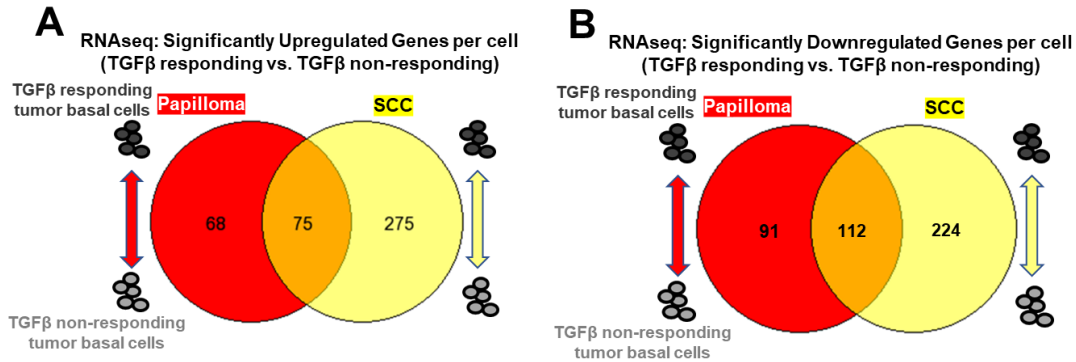 A
RNAseq: Significantly Upregulated Genes per cell
(TGFβ responding vs. TGFβ non-responding)
TGFβ responding
tumor basal cells
Papilloma
SCC
68
75
275
TGFβ non-responding
tumor basal cells
B
RNAseq: Significantly Downregulated Genes per cell
(TGFβ responding vs. TGFβ non-responding)
TGFβ responding
tumor basal cells
Papilloma
SCC
91
112
224
TGFβ non-responding
tumor basal cells